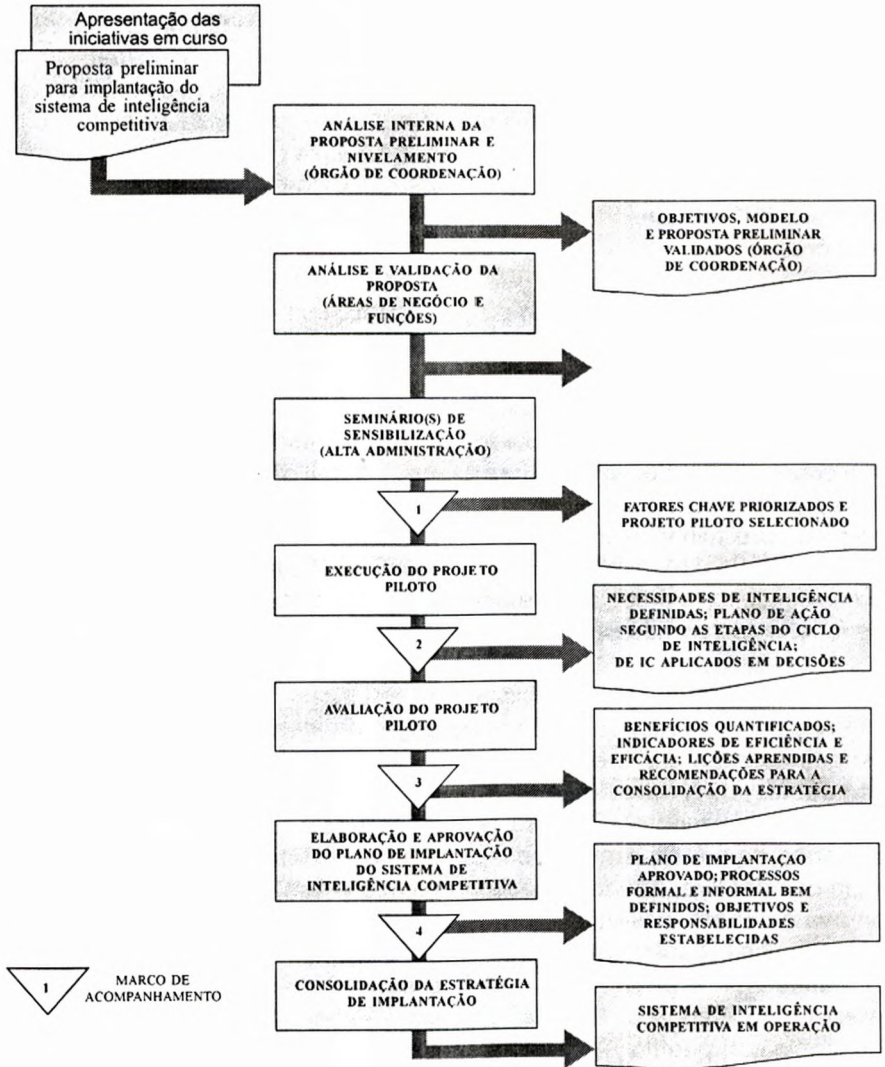 Apresentação das
iniciativas em curso
Proposta preliminar
para implantação do
sistema de inteligência
competitiva
ANÁLISE INTERNA DA
PROPOSTA PRELIMINAR E
NIVELAMENTO
(ÓRGÃO DE COORDENAÇÃO)
OBJETIVOS, MODELO
E PROPOSTA PRELIMINAR
VALIDADOS (ÓRGÃO
DE COORDENAÇÃO)
ANÁLISE E VALIDAÇÃO DA
PROPOSTA
(ÁREAS DE NEGÓCIO E
FUNÇÕES)
SEMINÁRIO(S) DE
SENSIBILIZAÇÃO
(ALTA ADMINISTRAÇÃO)
1
FATORES CHAVE PRIORIZADOS E
PROJETO PILOTO SELECIONADO
EXECUÇÃO DO PROJETO
PILOTO
2
NECESSIDADES DE INTELIGÊNCIA
DEFINIDAS; PLANO DE AÇÃO
SEGUNDO AS ETAPAS DO CICLO
DE INTELIGÊNCIA;
DE IC APLICADOS EM DECISÕES
AVALIAÇÃO DO PROJETO
PILOTO
3
BENEFÍCIOS QUANTIFICADOS;
INDICADORES DE EFICIÊNCIA E
EFICÁCIA; LIÇÕES APRENDIDAS E
RECOMENDAÇÕES PARA A
CONSOLIDAÇÃO DA ESTRATÉGIA
ELABORAÇÃO E APROVAÇÃO
DO PLANO DE IMPLANTAÇÃO
DO SISTEMA DE
INTELIGÊNCIA COMPETITIVA
4
PLANO DE IMPLANTAÇAO
APROVADO; PROCESSOS
FORMAL E INFORMAL BEM
DEFINIDOS; OBJETIVOS E
RESPONSABILIDADES
ESTABELECIDAS
1
MARCO DE
ACOMPANHAMENTO
CONSOLIDAÇÃO DA ESTRATÉGIA
DE IMPLANTAÇÃO
SISTEMA DE INTELIGÊNCIA
COMPETITIVA EM OPERAÇÃO